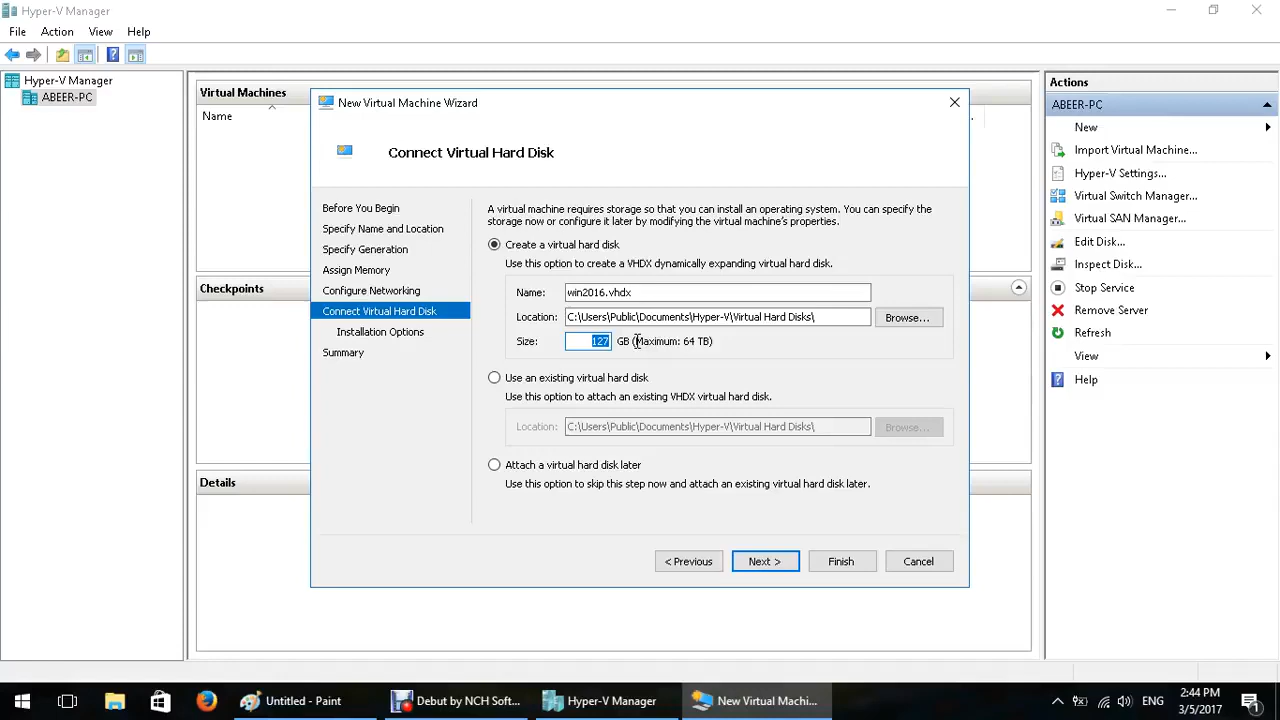 Hyper-V Manager
File Action View Help
Hyper-V Manager
ABEER-PC
Virtual Machines
Name
Checkpoints
Details
New Virtual Machine Wizard
Connect Virtual Hard Disk
Before You Begin
Specify Name and Location
Specify Generation
Assign Memory
Configure Networking
Connect Virtual Hard Disk
Installation Options
Summary
A virtual machine requires storage so that you can install an operating system. You can specify the
storage now or configure it later by modifying the virtual machine's properties.
Create a virtual hard disk
Use this option to create a VHDX dynamically expanding virtual hard disk.
Name: win2016.vhdx
Location: C:\Users\Public\Documents\Hyper-V\Virtual Hard Disks\ Browse...
Size: 127 GB (Maximum: 64 TB)
Use an existing virtual hard disk
Use this option to attach an existing VHDX virtual hard disk.
Location: C:\Users\Public\Documents\Hyper-V\Virtual Hard Disks\ Browse...
Attach a virtual hard disk later
Use this option to skip this step now and attach an existing virtual hard disk later.
< Previous Next > Finish Cancel
Actions
ABEER-PC
New
Import Virtual Machine...
Hyper-V Settings...
Virtual Switch Manager...
Virtual SAN Manager...
Edit Disk...
Inspect Disk...
Stop Service
Remove Server
Refresh
View
Help
Untitled - Paint
Debut by NCH Soft...
Hyper-V Manager
New Virtual Machi...
ENG
2:44 PM
3/5/2017
1